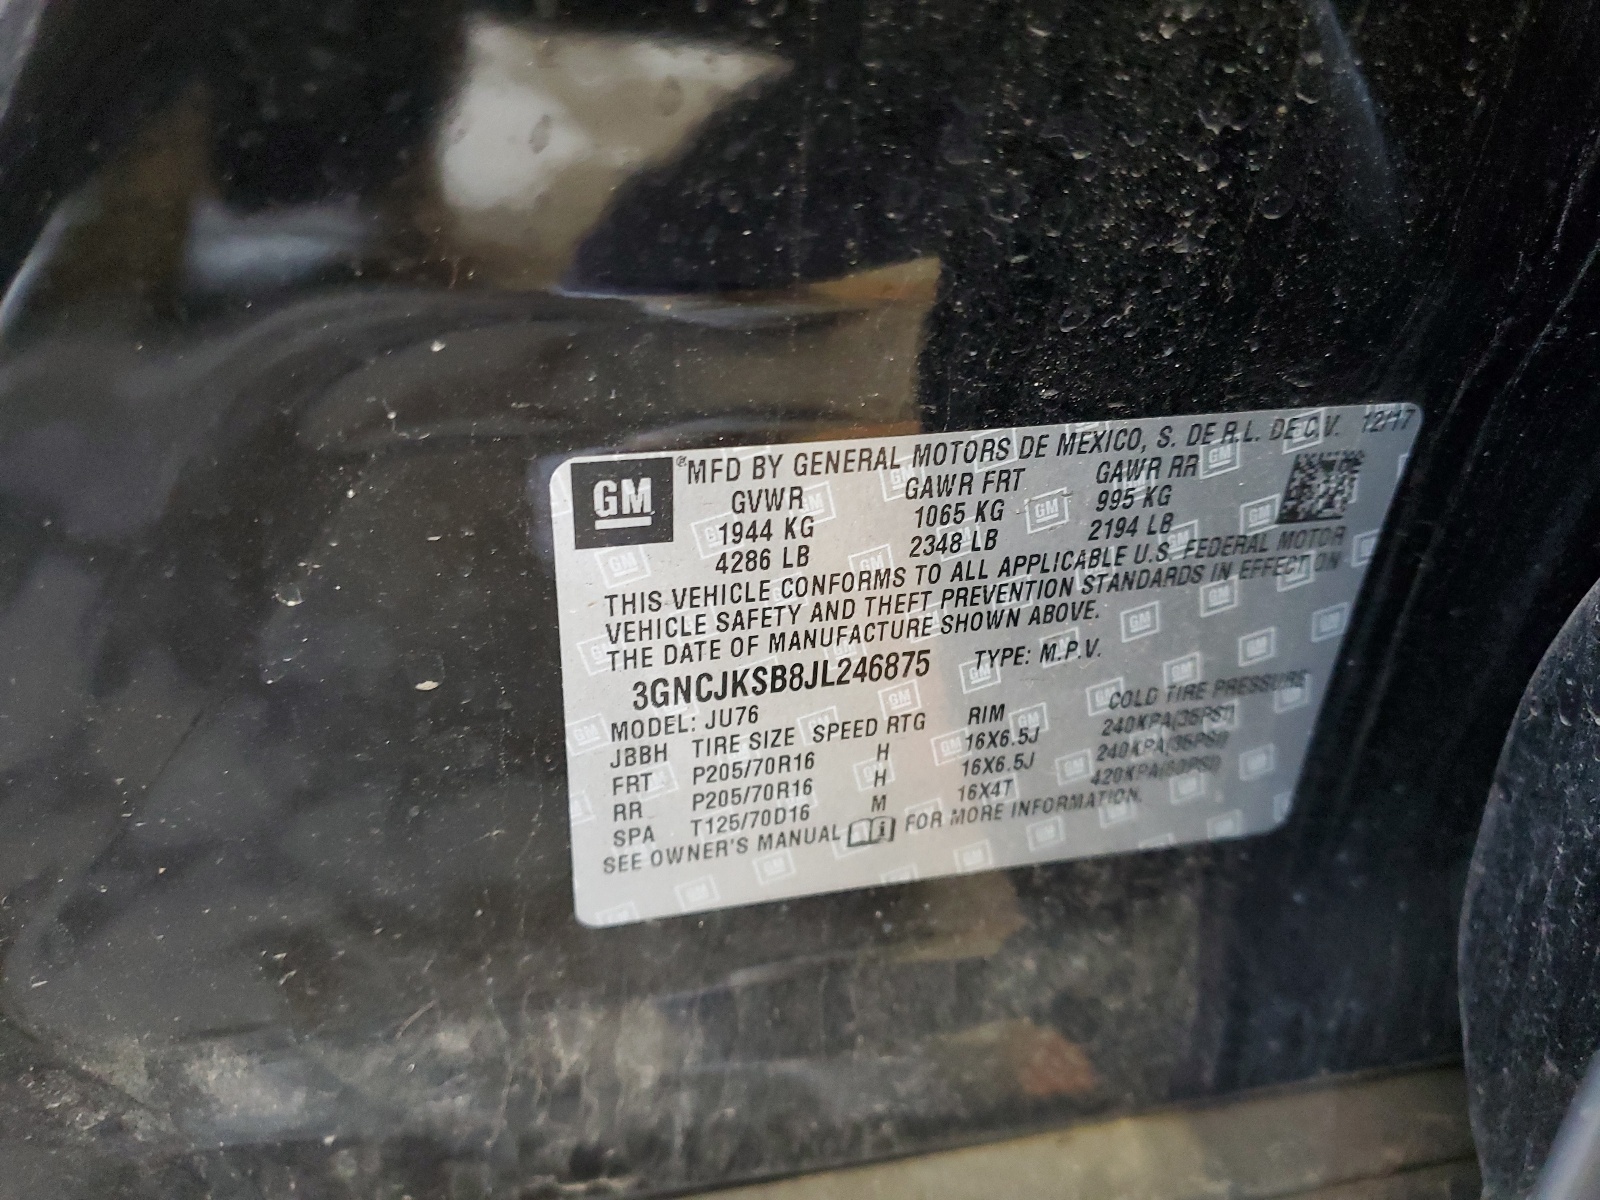 GM ® MFD BY GENERAL MOTORS DE MEXICO, S. DE R.L. DE C.V. 12/17
GVWR GAWR FRT GAWR RR
1944 KG 1065 KG 995 KG
4286 LB 2348 LB 2194 LB
THIS VEHICLE CONFORMS TO ALL APPLICABLE U.S. FEDERAL MOTOR
VEHICLE SAFETY AND THEFT PREVENTION STANDARDS IN EFFECT ON
THE DATE OF MANUFACTURE SHOWN ABOVE.
3GNCJKSB8JL246875 TYPE: M.P.V.
MODEL: JU76
JBBH TIRE SIZE SPEED RTG RIM COLD TIRE PRESSURE
FRT P205/70R16 H 16X6.5J 240KPA(35PSI)
RR P205/70R16 H 16X6.5J 240KPA(35PSI)
SPA T125/70D16 M 16X4T 420KPA(60PSI)
SEE OWNER'S MANUAL FOR MORE INFORMATION.